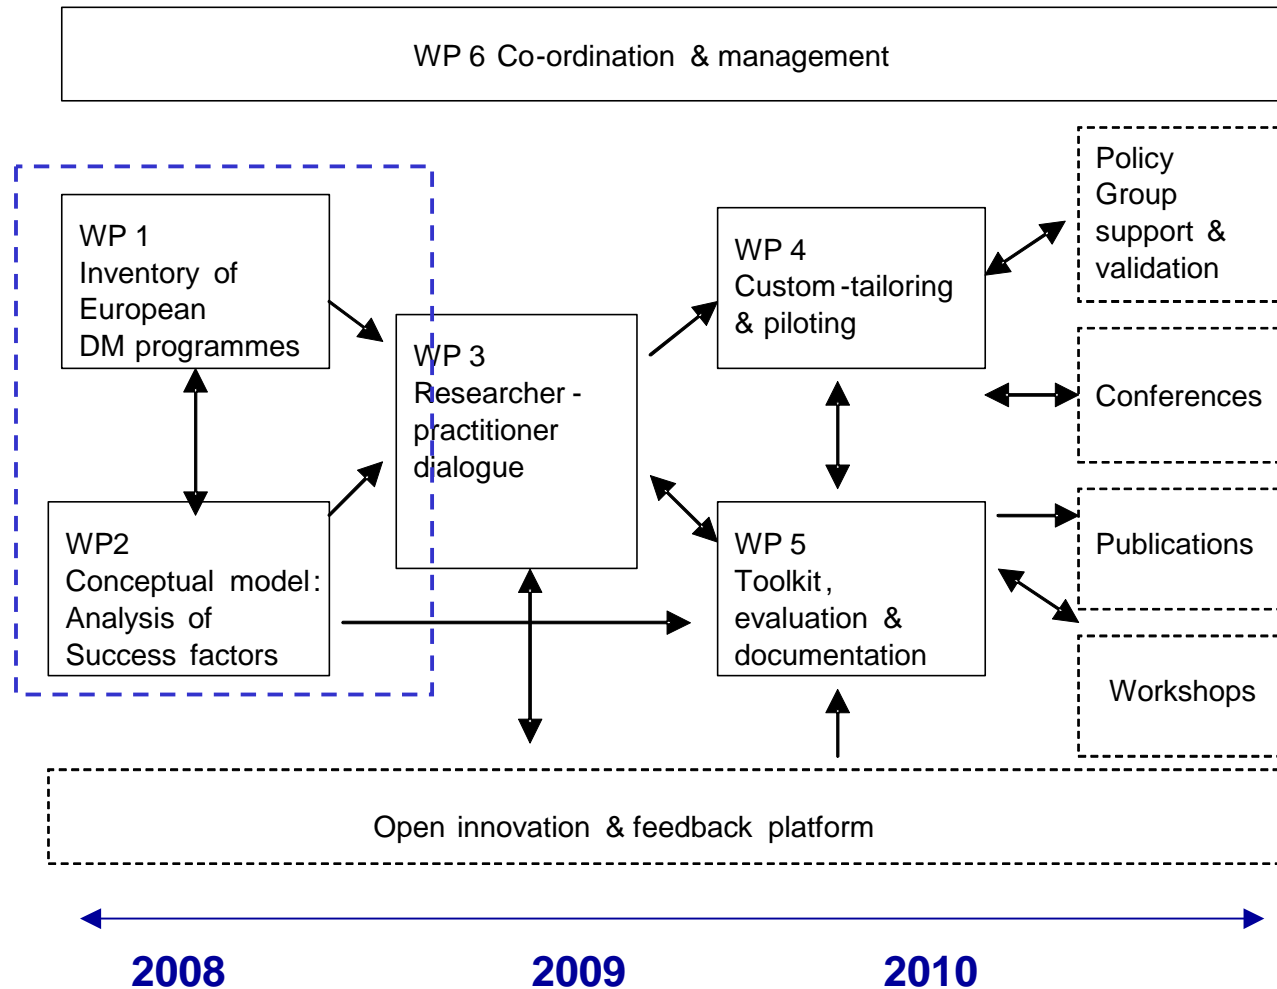 WP 6 Co-ordination & management
WP 1
Inventory of
European
DM programmes
WP2
Conceptual model:
Analysis of
Success factors
WP 3
Researcher -
practitioner
dialogue
WP 4
Custom-tailoring
& piloting
WP 5
Toolkit,
evaluation &
documentation
Policy
Group
support &
validation
Conferences
Publications
Workshops
Open innovation & feedback platform
2008 2009 2010